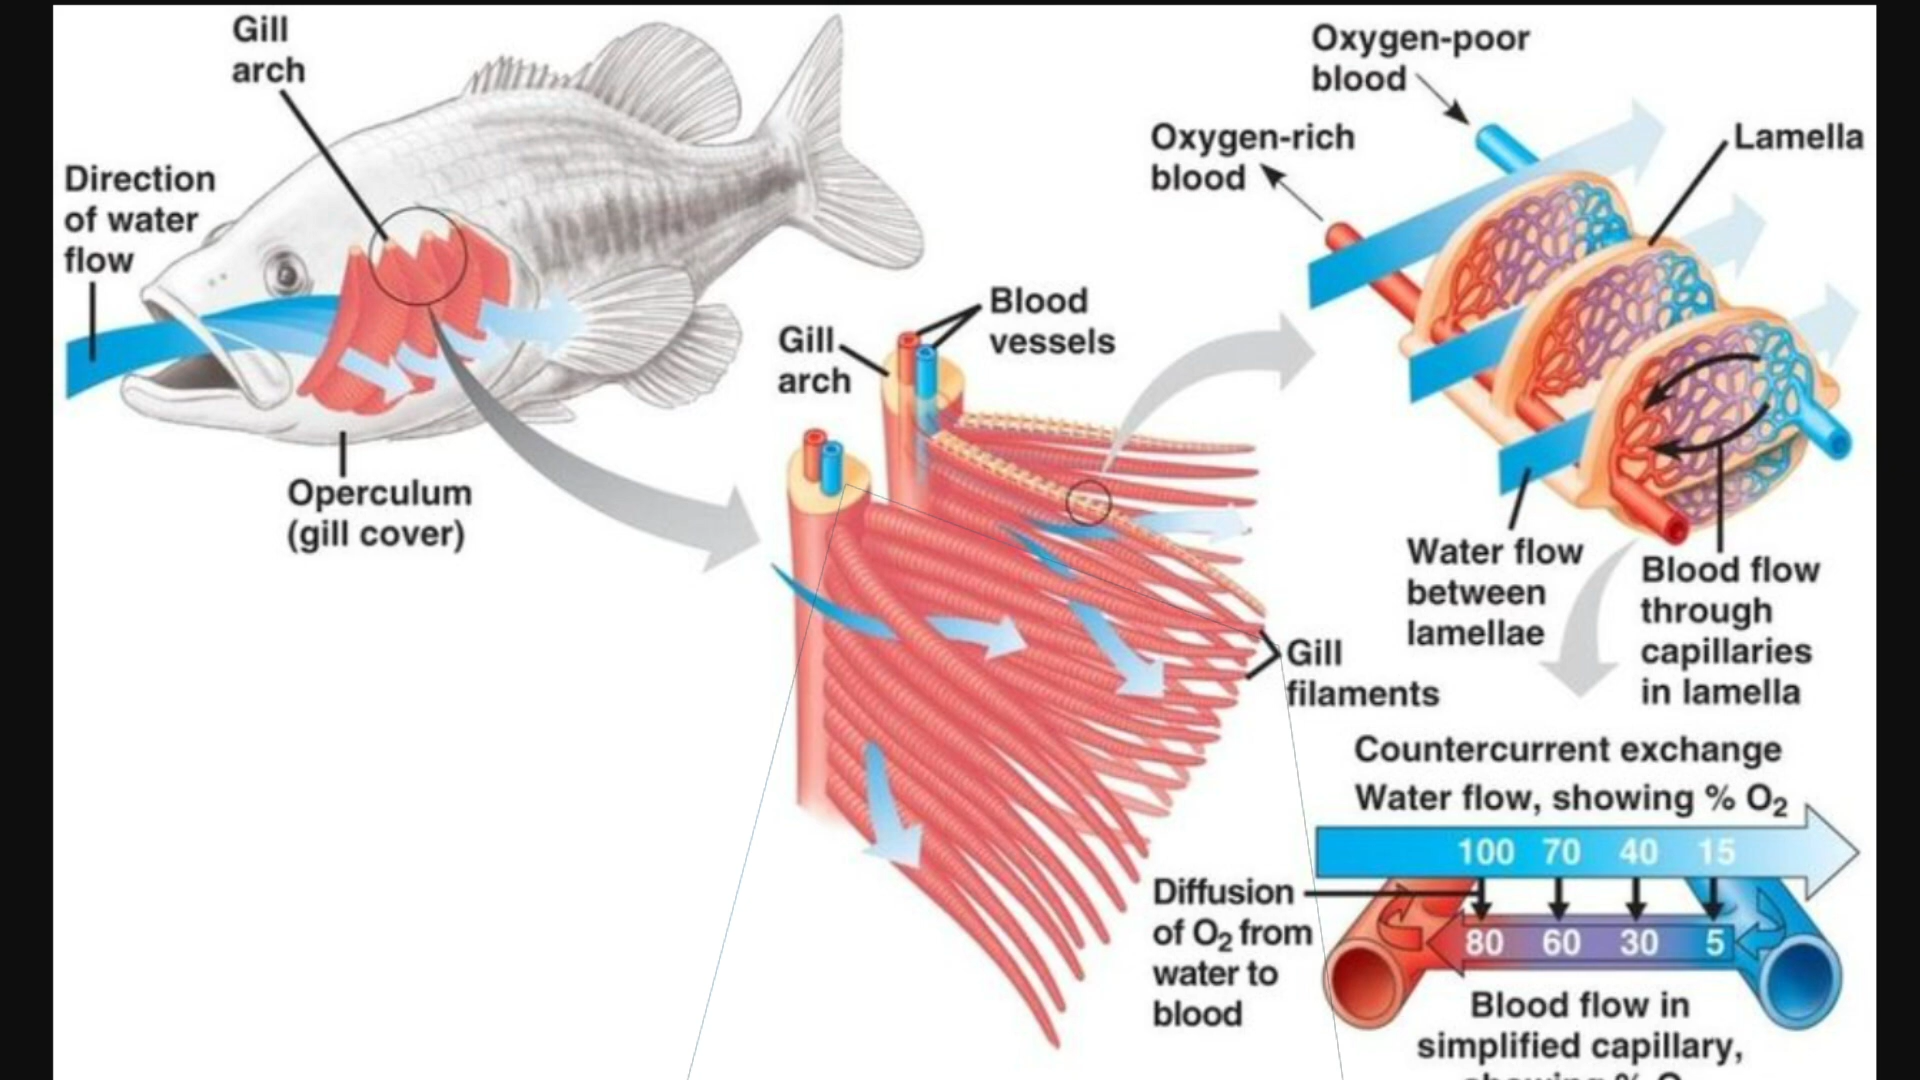 Gill
arch
Direction
of water
flow
Operculum
(gill cover)
Gill
arch
Blood
vessels
Gill
filaments
Oxygen-poor
blood
Oxygen-rich
blood
Lamella
Water flow
between
lamellae
Blood flow
through
capillaries
in lamella
Countercurrent exchange
Water flow, showing % O2
100 70 40 15
Diffusion
of O2 from
water to
blood
80 60 30 5
Blood flow in
simplified capillary,
showing % O